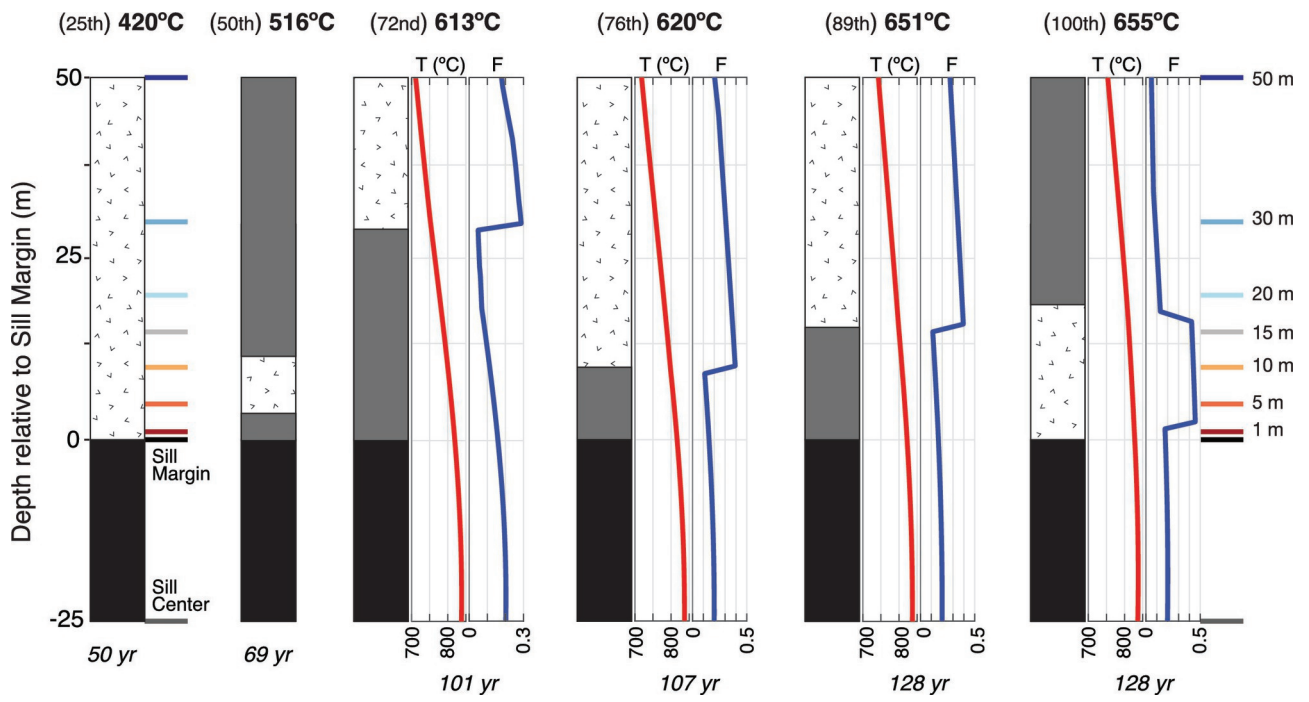 (25th) 420ºC (50th) 516ºC (72nd) 613ºC (76th) 620ºC (89th) 651ºC (100th) 655ºC
T (ºC) F T (ºC) F T (ºC) F T (ºC) F
Depth relative to Sill Margin (m)
50
25
0
-25
50 m
30 m
20 m
15 m
10 m
5 m
1 m
Sill
Margin
Sill
Center
700 800 0 0.3 700 800 0 0.5 700 800 0 0.5 700 800 0 0.5
50 yr 69 yr 101 yr 107 yr 128 yr 128 yr